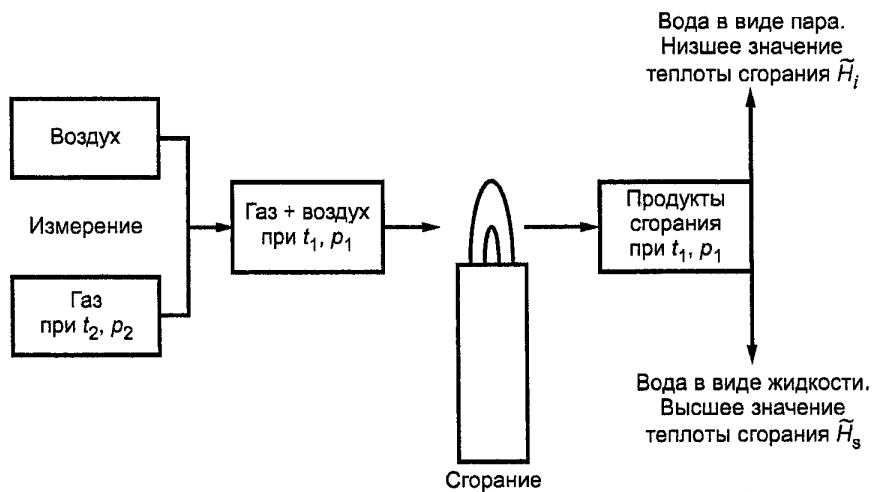 Вода в виде пара.
Низшее значение
теплоты сгорания H̃i
Воздух
Измерение
Газ
при t2, p2
Газ + воздух
при t1, p1
Продукты
сгорания
при t1, p1
Вода в виде жидкости.
Высшее значение
теплоты сгорания H̃s
Сгорание